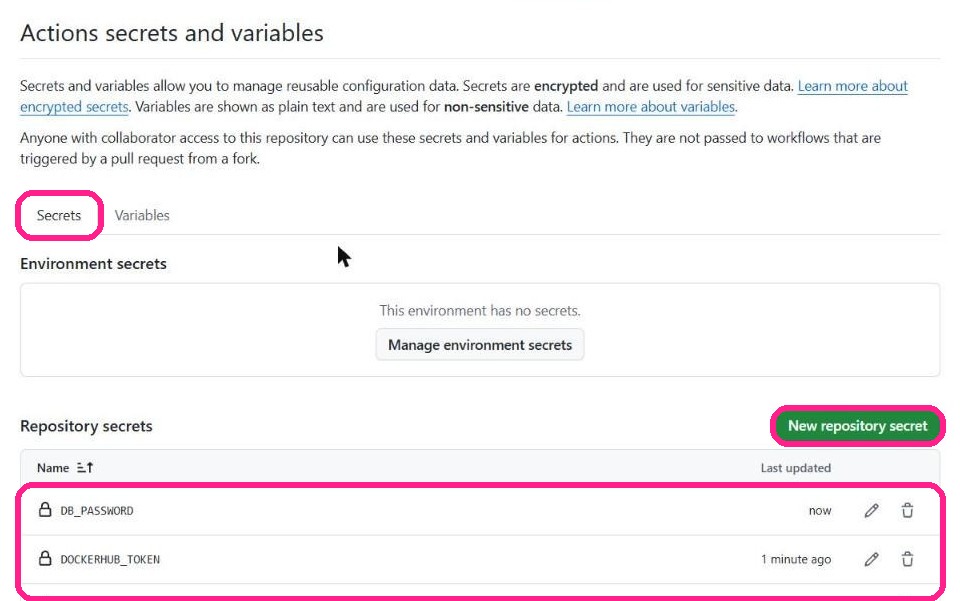 Actions secrets and variables
Secrets and variables allow you to manage reusable configuration data. Secrets are encrypted and are used for sensitive data. Learn more about
encrypted secrets. Variables are shown as plain text and are used for non-sensitive data. Learn more about variables.
Anyone with collaborator access to this repository can use these secrets and variables for actions. They are not passed to workflows that are
triggered by a pull request from a fork.
Secrets Variables
Environment secrets
This environment has no secrets.
Manage environment secrets
Repository secrets New repository secret
Name Last updated
DB_PASSWORD now
DOCKERHUB_TOKEN 1 minute ago